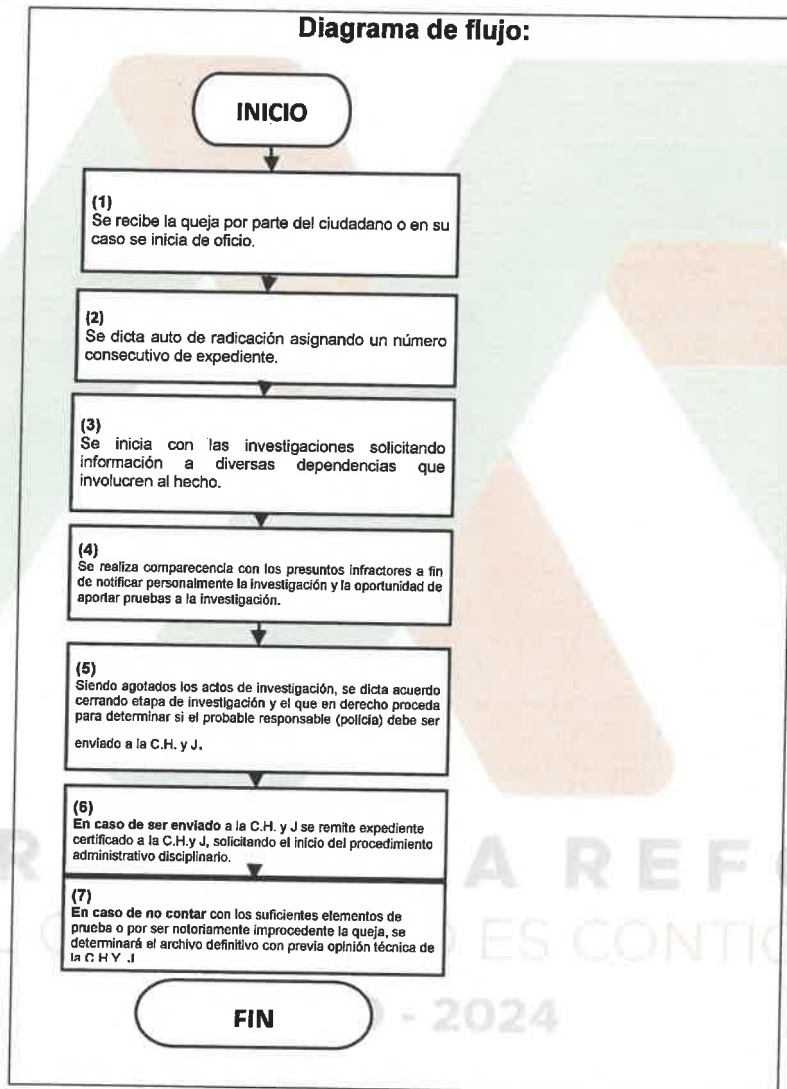 Diagrama de flujo:
INICIO
(1)
Se recibe la queja por parte del ciudadano o en su
caso se inicia de oficio.
(2)
Se dicta auto de radicación asignando un número
consecutivo de expediente.
(3)
Se inicia con las investigaciones solicitando
información a diversas dependencias que
involucren al hecho.
(4)
Se realiza comparecencia con los presuntos infractores a fin
de notificar personalmente la investigación y la oportunidad de
aportar pruebas a la investigación.
(5)
Siendo agotados los actos de investigación, se dicta acuerdo
cerrando etapa de investigación y el que en derecho proceda
para determinar si el probable responsable (policía) debe ser
enviado a la C.H. y J.
(6)
En caso de ser enviado a la C.H. y J se remite expediente
certificado a la C.H.y J, solicitando el inicio del procedimiento
administrativo disciplinario.
(7)
En caso de no contar con los suficientes elementos de
prueba o por ser notoriamente improcedente la queja, se
determinará el archivo definitivo con previa opinión técnica de
la C.H.Y .J
R A REF
ES CONTIG
FIN
- 2024